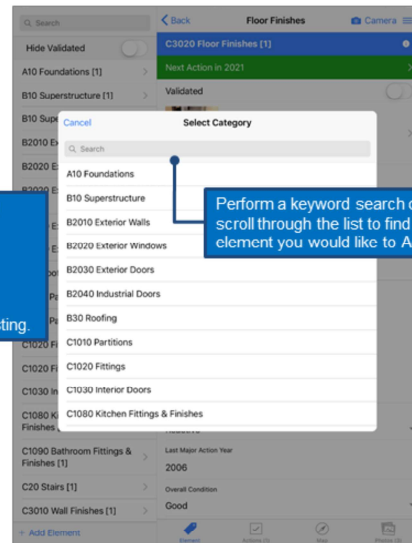 Search
Hide Validated
A10 Foundations [1]
B10 Superstructure [1]
B10 Supe
B2010 Ex
B2020 E
C1020 Fi
C1020 Fi
C1030 In
C1080 Ki
Finishes
C1090 Bathroom Fittings &
Finishes [1]
C20 Stairs [1]
C3010 Wall Finishes [1]
+ Add Element
sting.
Back
Floor Finishes
Camera
C3020 Floor Finishes [1]
Next Action in 2021
Validated
Cancel
Select Category
Search
A10 Foundations
B10 Superstructure
B2010 Exterior Walls
B2020 Exterior Windows
B2030 Exterior Doors
B2040 Industrial Doors
B30 Roofing
C1010 Partitions
C1020 Fittings
C1030 Interior Doors
C1080 Kitchen Fittings & Finishes
Perform a keyword search o
scroll through the list to find
element you would like to A
Last Major Action Year
2006
Overall Condition
Good
Element
Actions (1)
Map
Photos (3)